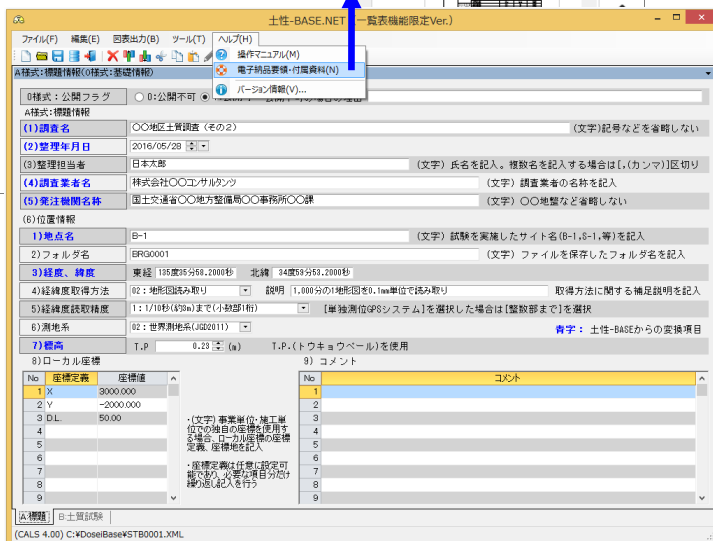 土性-BASE.NET 一覧表機能限定Ver.)
ファイル(F) 編集(E) 図表出力(B) ツール(T) ヘルプ(H)
操作マニュアル(M)
電子納品要領・付属資料(N)
バージョン情報(V)...
A様式:標題情報(0様式:基礎情報)
0様式：公開フラグ 0:公開不可
A様式:標題情報
(1)調査名 〇〇地区土質調査（その２） (文字)記号などを省略しない
(2)整理年月日 2016/05/28
(3)整理担当者 日本太郎 (文字) 氏名を記入。複数名を記入する場合は[,(カンマ)]区切り
(4)調査業者名 株式会社〇〇コンサルタンツ (文字) 調査業者の名称を記入
(5)発注機関名称 国土交通省〇〇地方整備局〇〇事務所〇〇課 (文字) 〇〇地整など省略しない
(6)位置情報
1)地点名 B-1 (文字) 試験を実施したサイト名(B-1,S-1,等)を記入
2)フォルダ名 BRG0001 (文字) ファイルを保存したフォルダ名を記入
3)経度、緯度 東経 135度35分58.2000秒 北緯 34度59分53.2000秒
4)経緯度取得方法 02：地形図読み取り 説明 1,000分の1地形図を0.1mm単位で読み取り 取得方法に関する補足説明を記入
5)経緯度読取精度 1：1/10秒(約3m)まで(小数部1桁) [単独測位GPSシステム]を選択した場合は[整数部まで]を選択
6)測地系 02：世界測地系(JGD2011) 青字： 土性-BASEからの変換項目
7)標高 T.P 0.23 (m) T.P.(トウキョウペール)を使用
8)ローカル座標 9) コメント
No 座標定義 座標値 No コメント
1 X 3000.000 1
2 Y -2000.000 2
3 D.L. 50.00 3
4 4
5 5
6 6
7 7
8 8
9 9
・(文字) 事業単位・施工単
位での独自の座標を使用す
る場合、ローカル座標の座標
定義、座標地を記入
・座標定義は任意に設定可
能であり、必要な項目分だけ
繰り返し記入を行う
A:標題 B:土質試験
(CALS 4.00) C:¥DoseiBase¥STB0001.XML